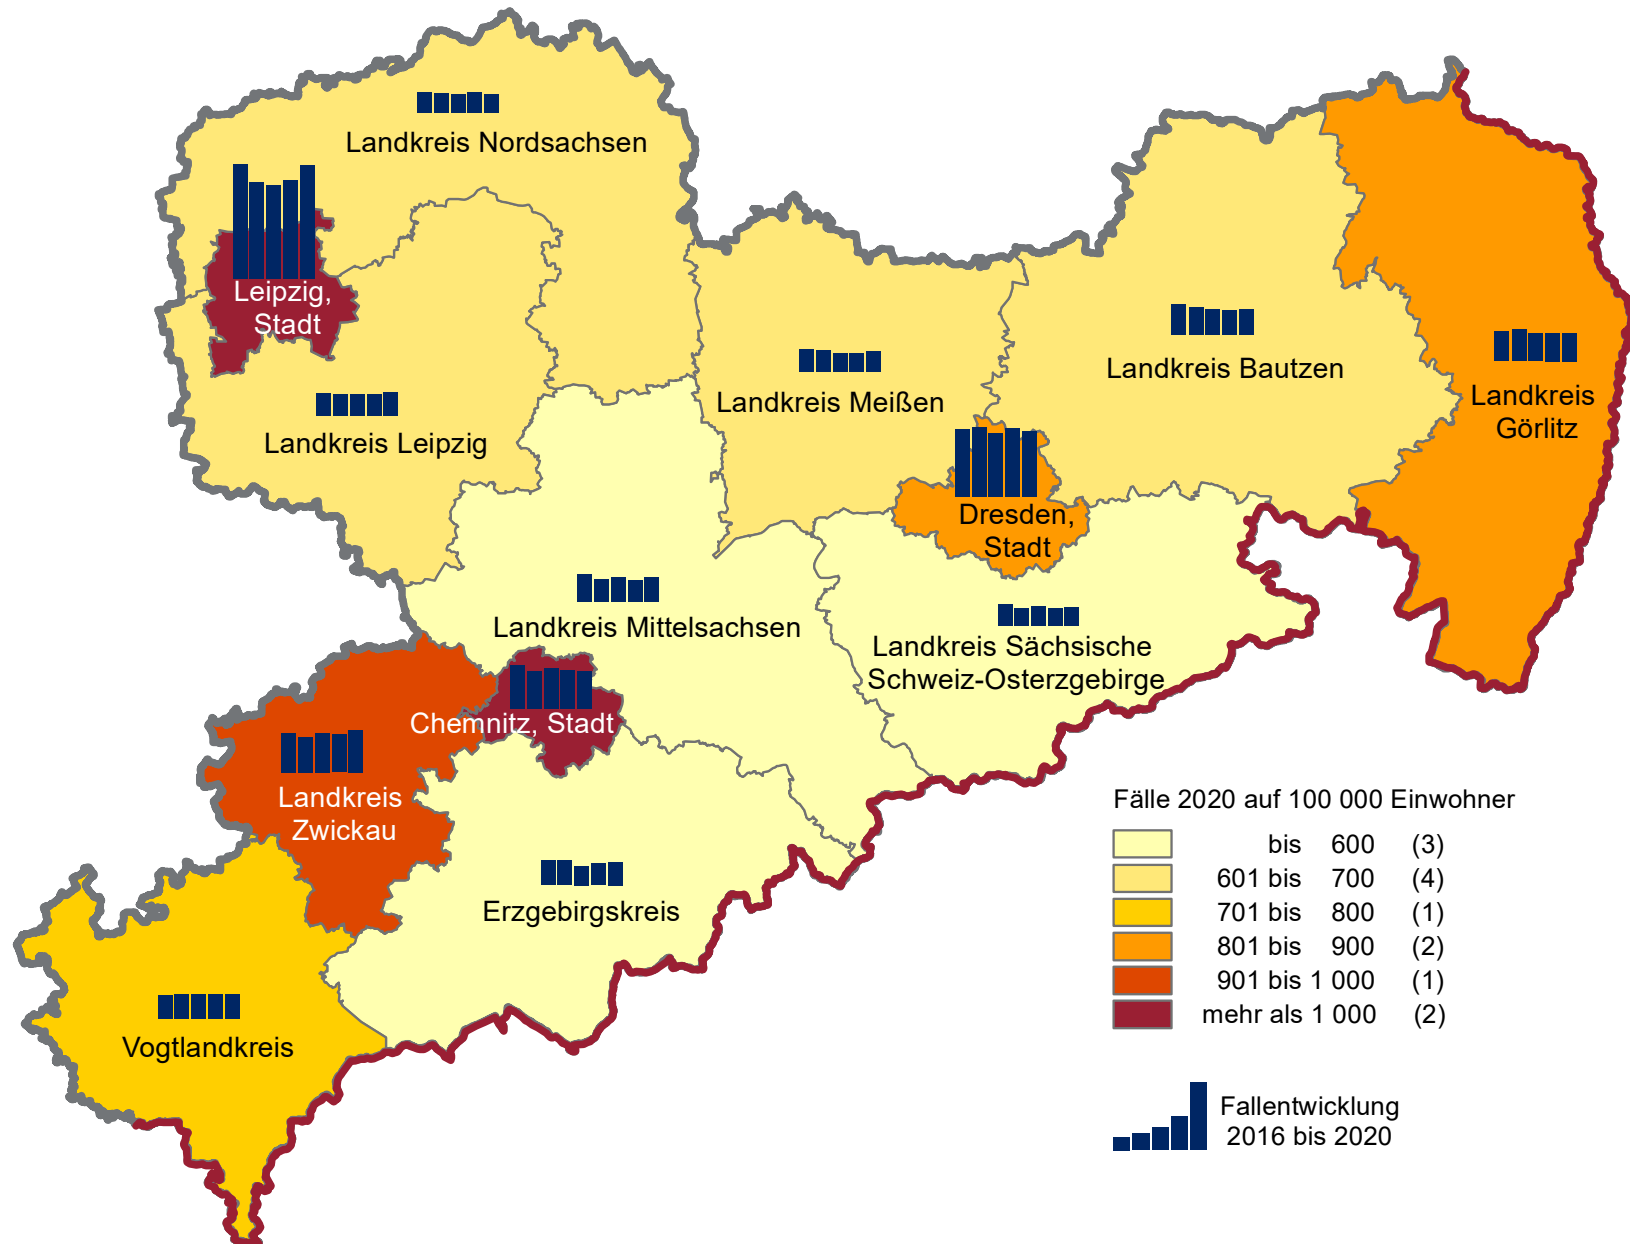 Landkreis Nordsachsen
Leipzig,
Stadt
Landkreis Leipzig
Landkreis Meißen
Landkreis Bautzen
Landkreis
Görlitz
Dresden,
Stadt
Landkreis Mittelsachsen
Landkreis Sächsische
Schweiz-Osterzgebirge
Chemnitz, Stadt
Landkreis
Zwickau
Erzgebirgskreis
Vogtlandkreis
Fälle 2020 auf 100 000 Einwohner
bis 600 (3)
601 bis 700 (4)
701 bis 800 (1)
801 bis 900 (2)
901 bis 1 000 (1)
mehr als 1 000 (2)
Fallentwicklung
2016 bis 2020